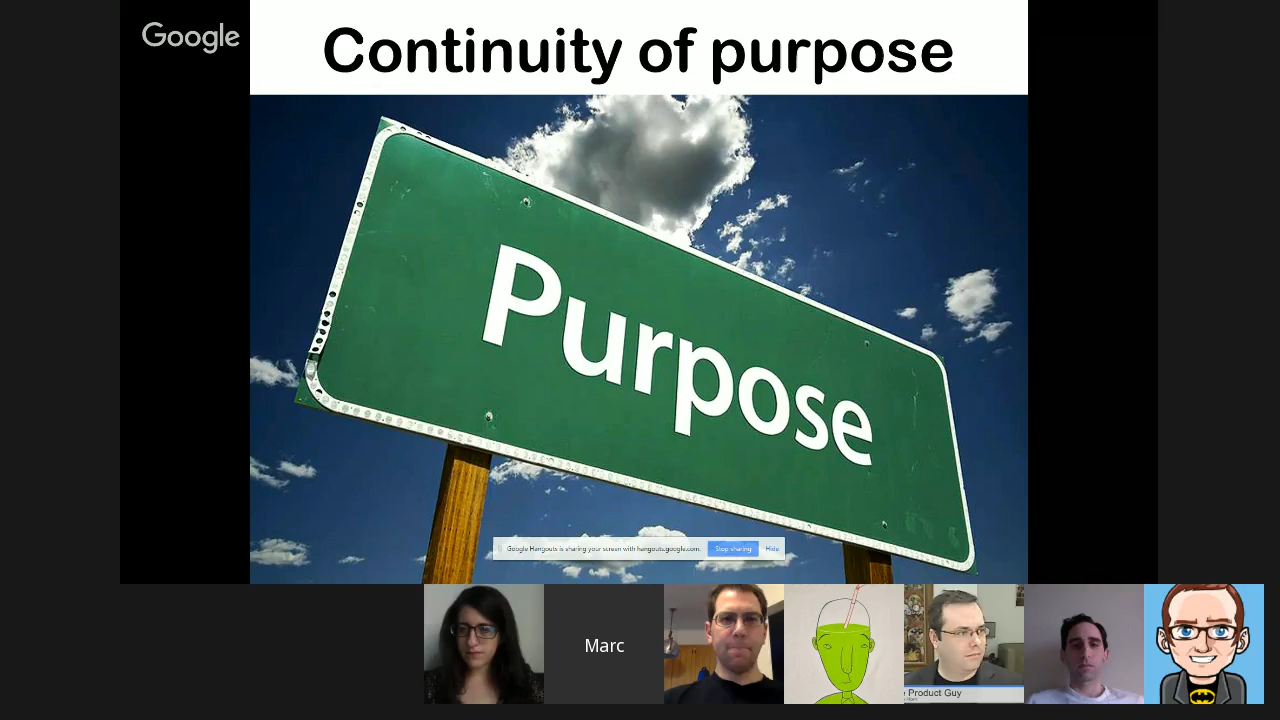 Google
Continuity of purpose
Purpose
Google Hangouts is sharing your screen with hangouts.google.com.
Stop sharing
Hide
Marc
e Product Guy